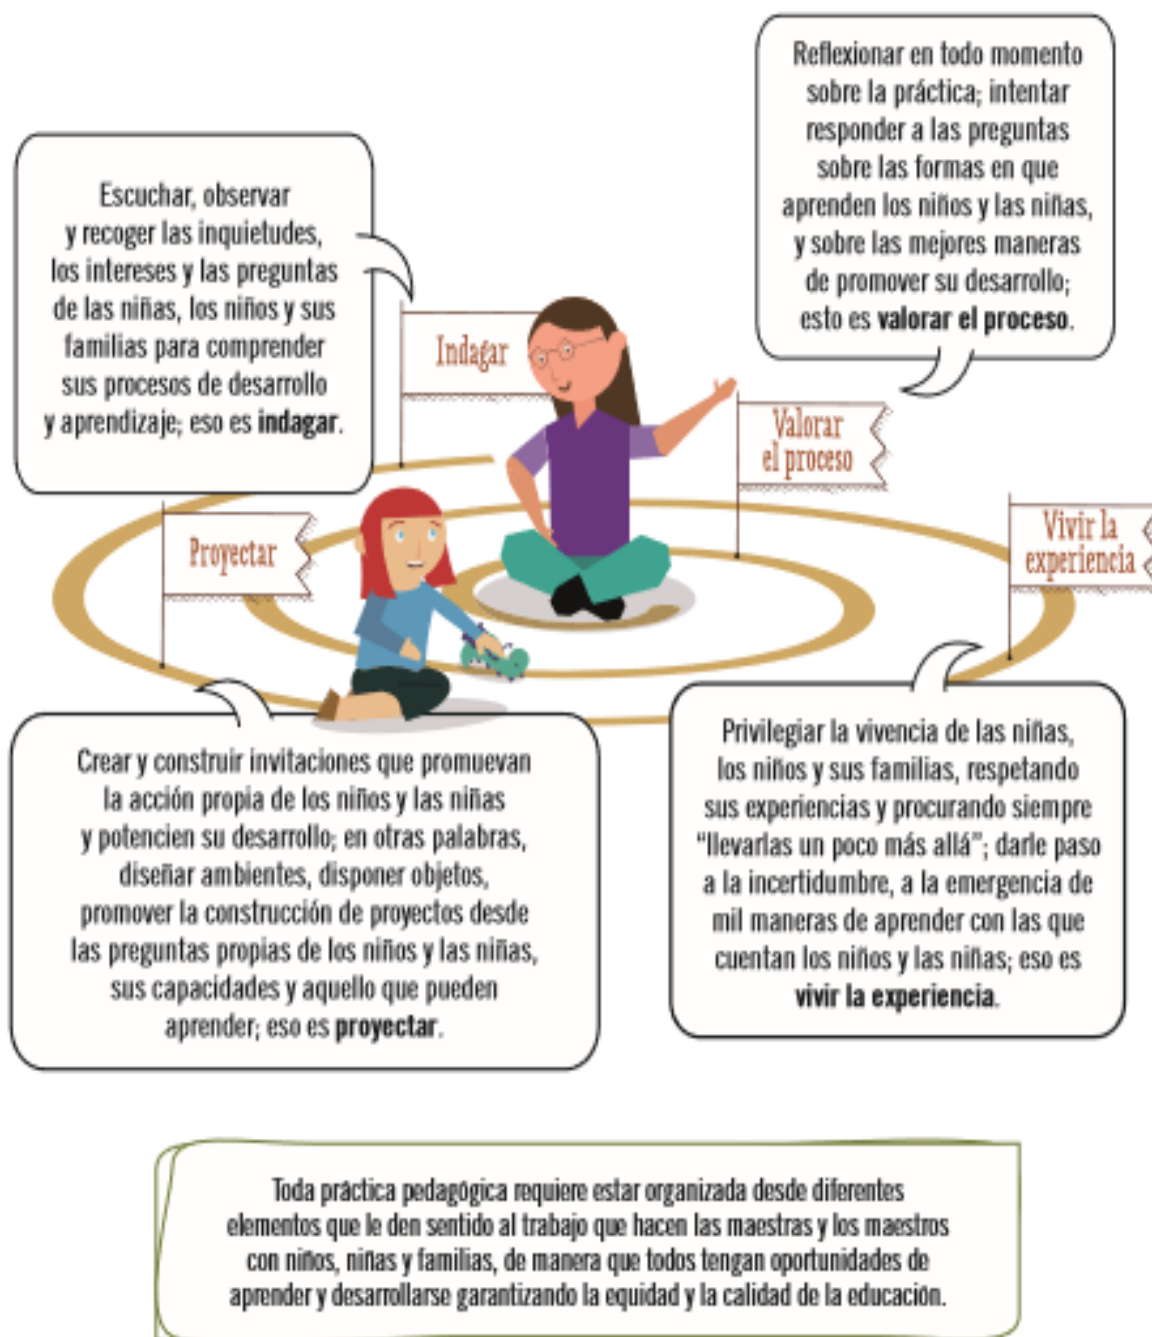 Reflexionar en todo momento
sobre la práctica; intentar
responder a las preguntas
sobre las formas en que
aprenden los niños y las niñas,
y sobre las mejores maneras
de promover su desarrollo;
esto es valorar el proceso.
Escuchar, observar
y recoger las inquietudes,
los intereses y las preguntas
de las niñas, los niños y sus
familias para comprender
sus procesos de desarrollo
y aprendizaje; eso es indagar.
Indagar
Valorar
el proceso
Proyectar
Vivir la
experiencia
Crear y construir invitaciones que promuevan
la acción propia de los niños y las niñas
y potencien su desarrollo; en otras palabras,
diseñar ambientes, disponer objetos,
promover la construcción de proyectos desde
las preguntas propias de los niños y las niñas,
sus capacidades y aquello que pueden
aprender; eso es proyectar.
Privilegiar la vivencia de las niñas,
los niños y sus familias, respetando
sus experiencias y procurando siempre
“llevarlas un poco más allá”; darle paso
a la incertidumbre, a la emergencia de
mil maneras de aprender con las que
cuentan los niños y las niñas; eso es
vivir la experiencia.
Toda práctica pedagógica requiere estar organizada desde diferentes
elementos que le den sentido al trabajo que hacen las maestras y los maestros
con niños, niñas y familias, de manera que todos tengan oportunidades de
aprender y desarrollarse garantizando la equidad y la calidad de la educación.